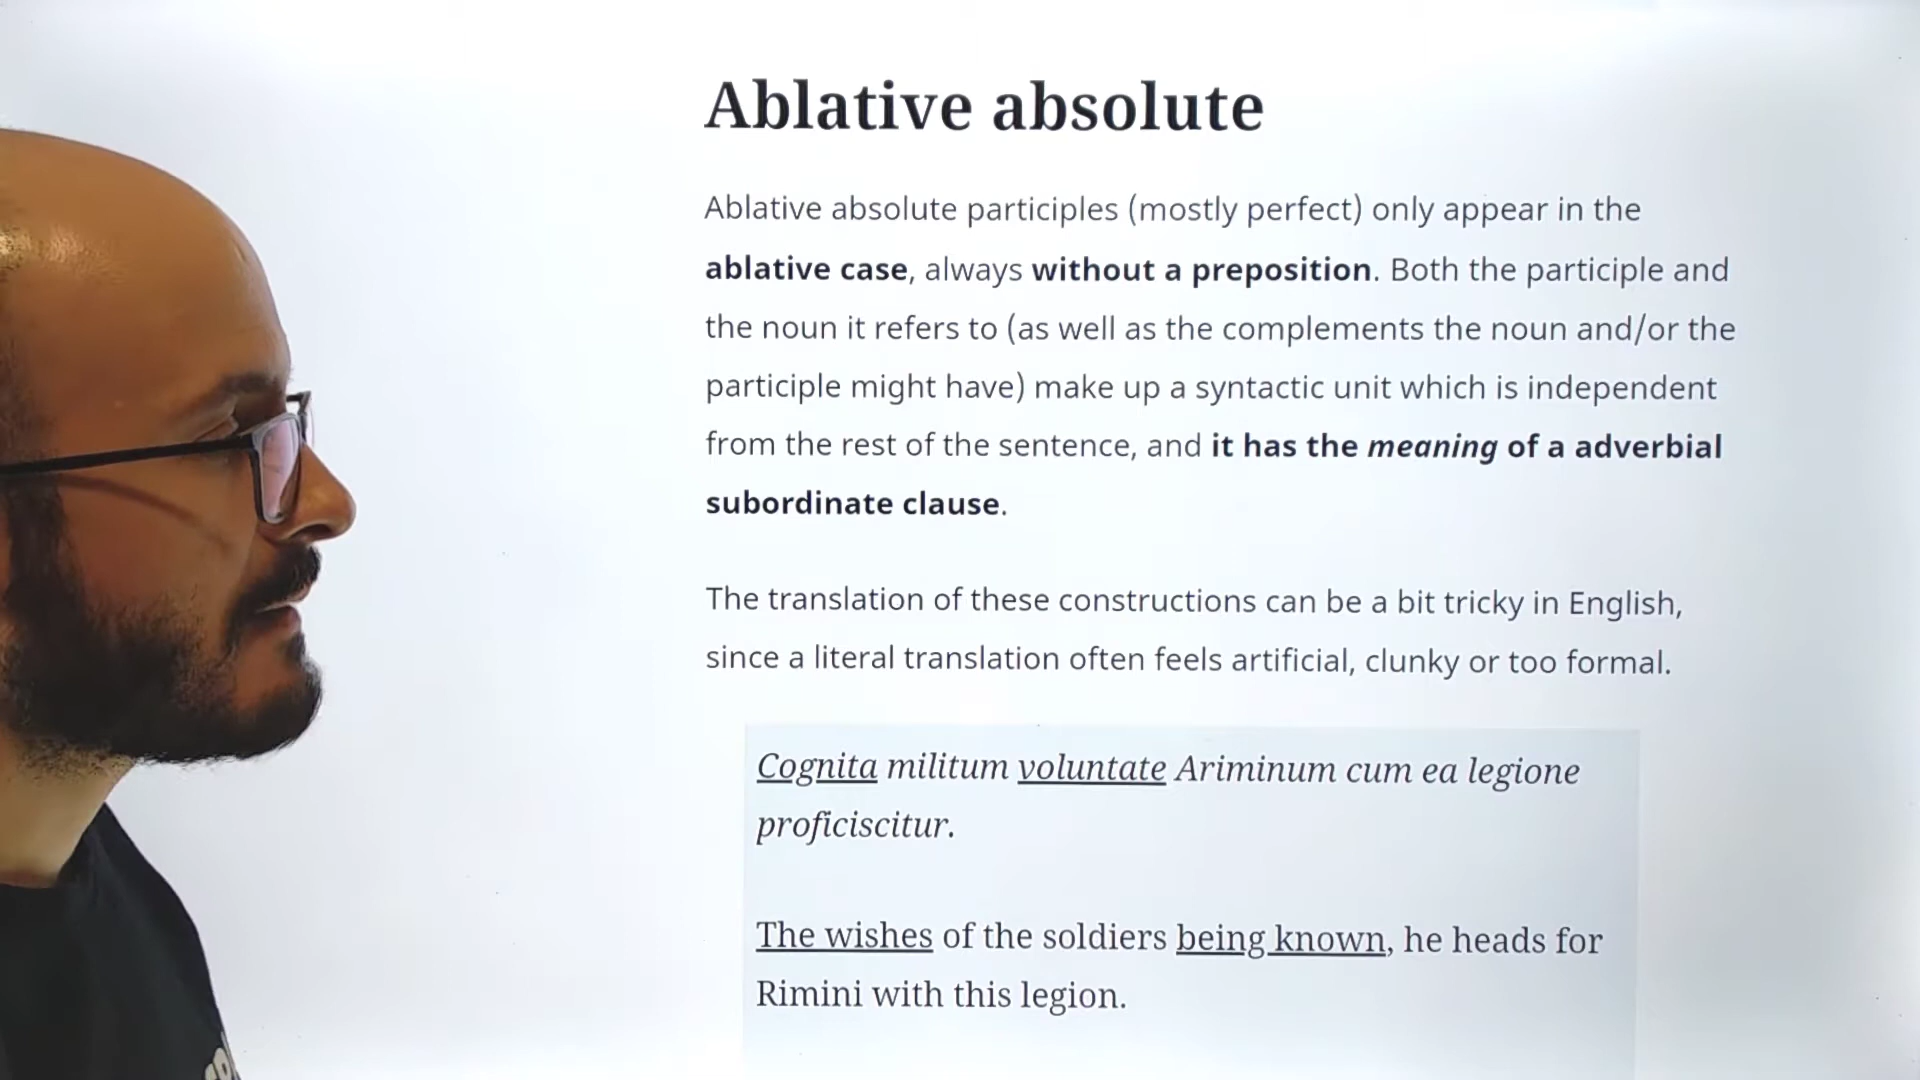 Ablative absolute
Ablative absolute participles (mostly perfect) only appear in the
ablative case, always without a preposition. Both the participle and
the noun it refers to (as well as the complements the noun and/or the
participle might have) make up a syntactic unit which is independent
from the rest of the sentence, and it has the meaning of a adverbial
subordinate clause.
The translation of these constructions can be a bit tricky in English,
since a literal translation often feels artificial, clunky or too formal.
Cognita militum voluntate Ariminum cum ea legione
proficiscitur.
The wishes of the soldiers being known, he heads for
Rimini with this legion.